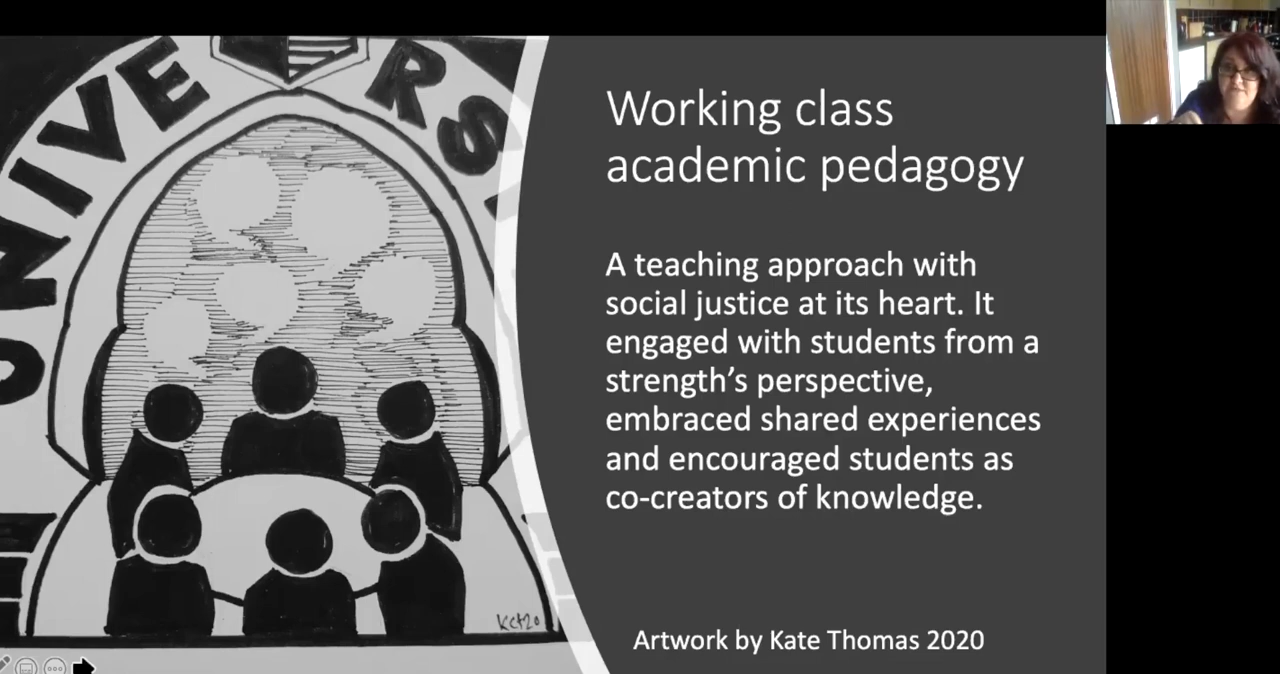 UNIVERS
Working class
academic pedagogy
A teaching approach with
social justice at its heart. It
engaged with students from a
strength’s perspective,
embraced shared experiences
and encouraged students as
co-creators of knowledge.
KCt20
Artwork by Kate Thomas 2020